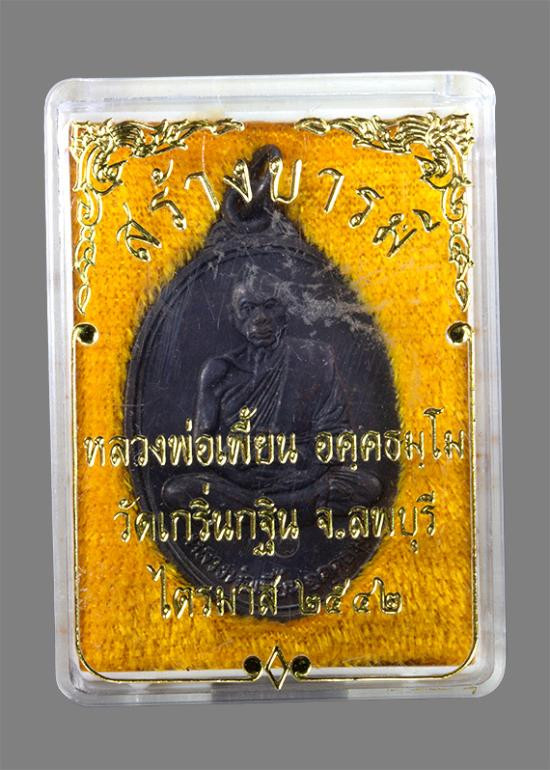 สร้างบารมี
หลวงพ่อเพี้ยน อคฺคธมฺโม
วัดเกริ่นกฐิน จ.ลพบุรี
ไตรมาส ๒๕๔๒